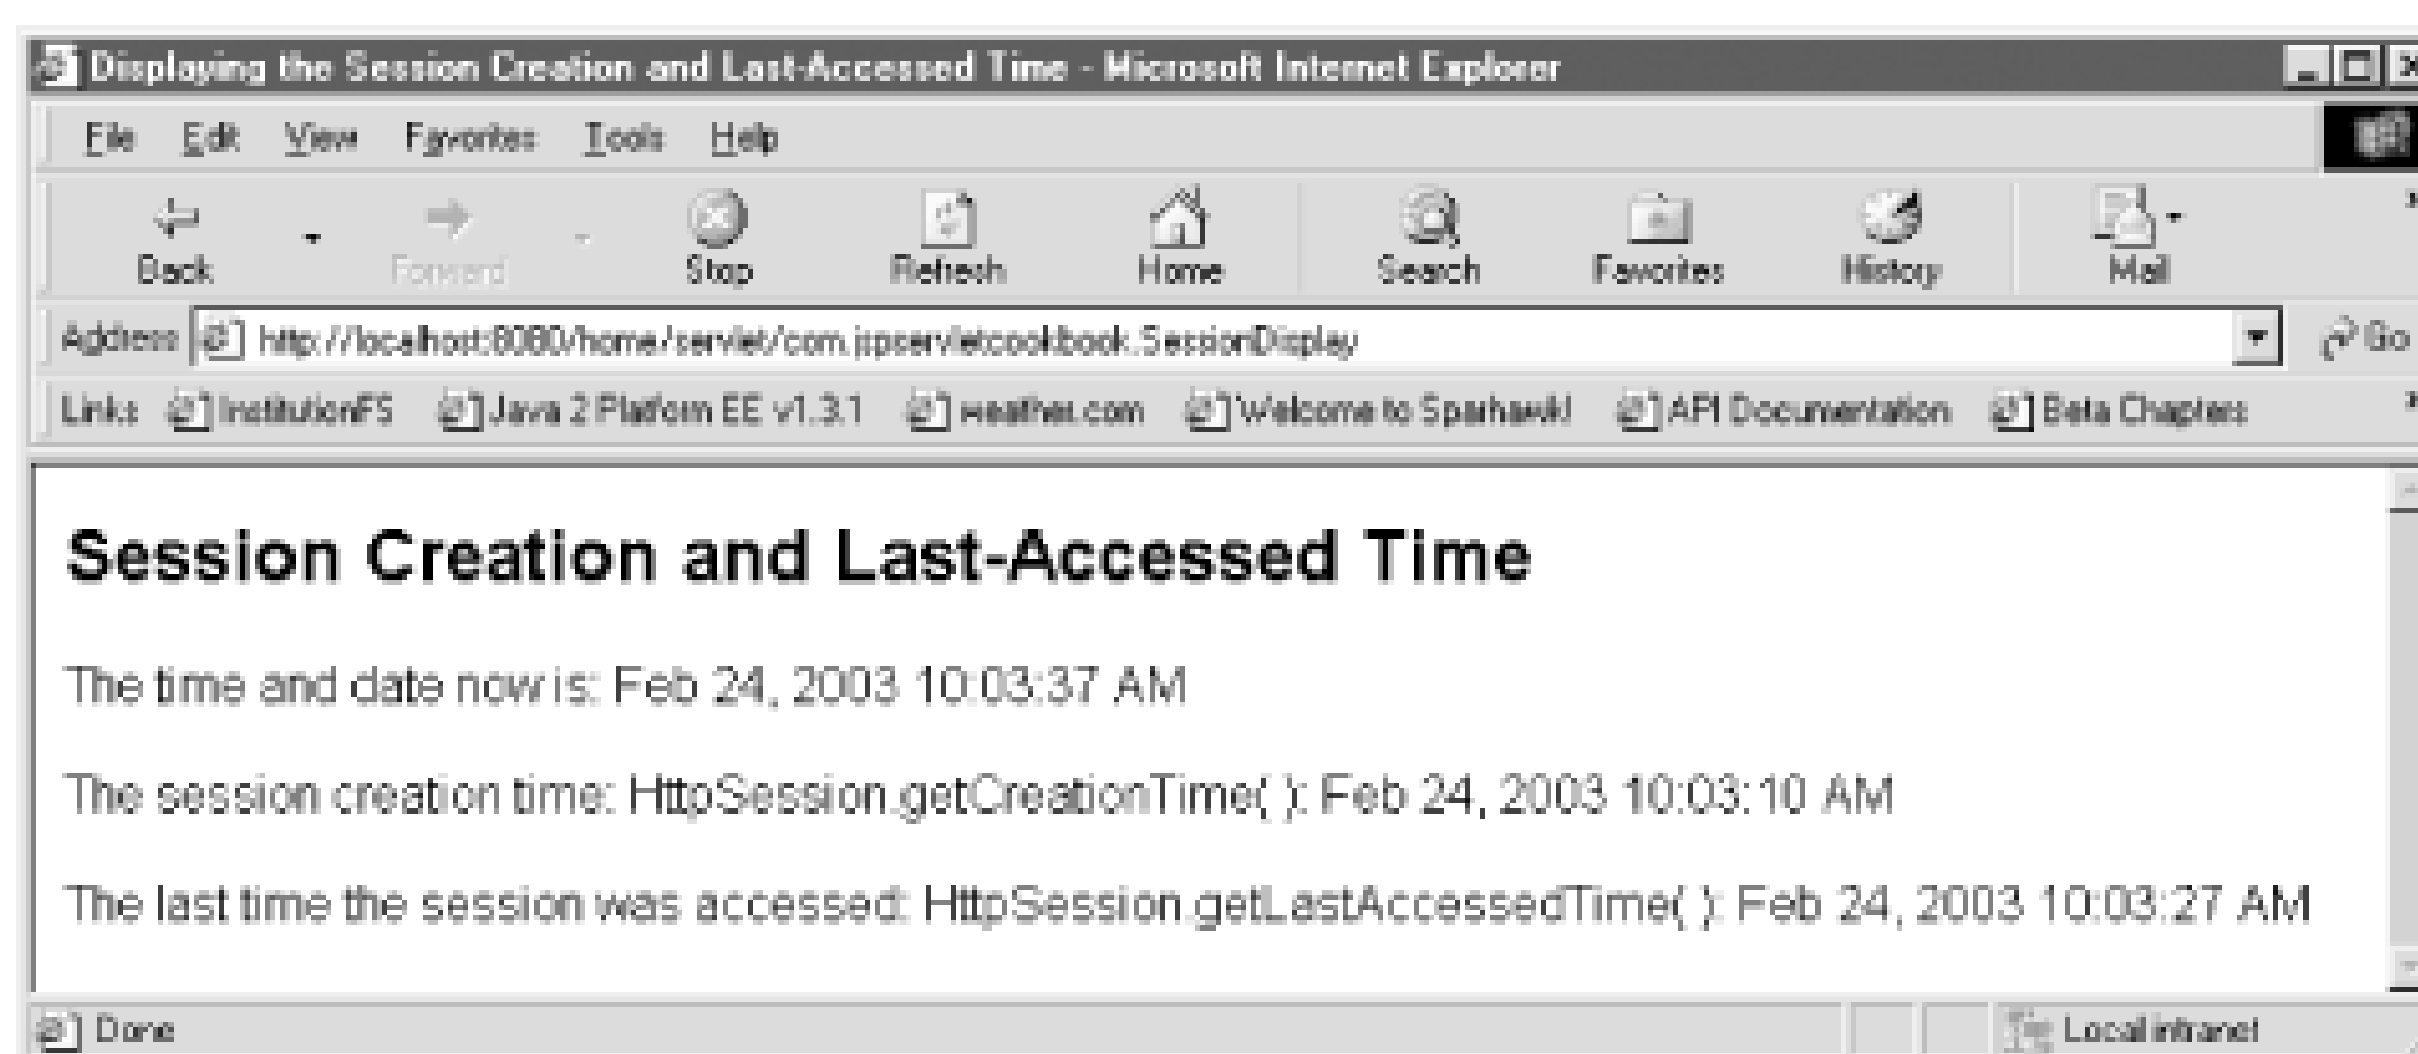 Displaying the Session Creation and Last-Accessed Time - Microsoft Internet Explorer
File Edit View Favorites Tools Help
Back Forward Stop Refresh Home Search Favorites History Mail
Address http://localhost:8080/home/servlet/com.jspservletcookbook.SessionDisplay Go
Links InstitutionFS Java 2 Platform EE v1.3.1 weather.com Welcome to Sparhawk! API Documentation Beta Chapters
Session Creation and Last-Accessed Time
The time and date now is: Feb 24, 2003 10:03:37 AM
The session creation time: HttpSession.getCreationTime( ): Feb 24, 2003 10:03:10 AM
The last time the session was accessed: HttpSession.getLastAccessedTime( ): Feb 24, 2003 10:03:27 AM
Done Local intranet